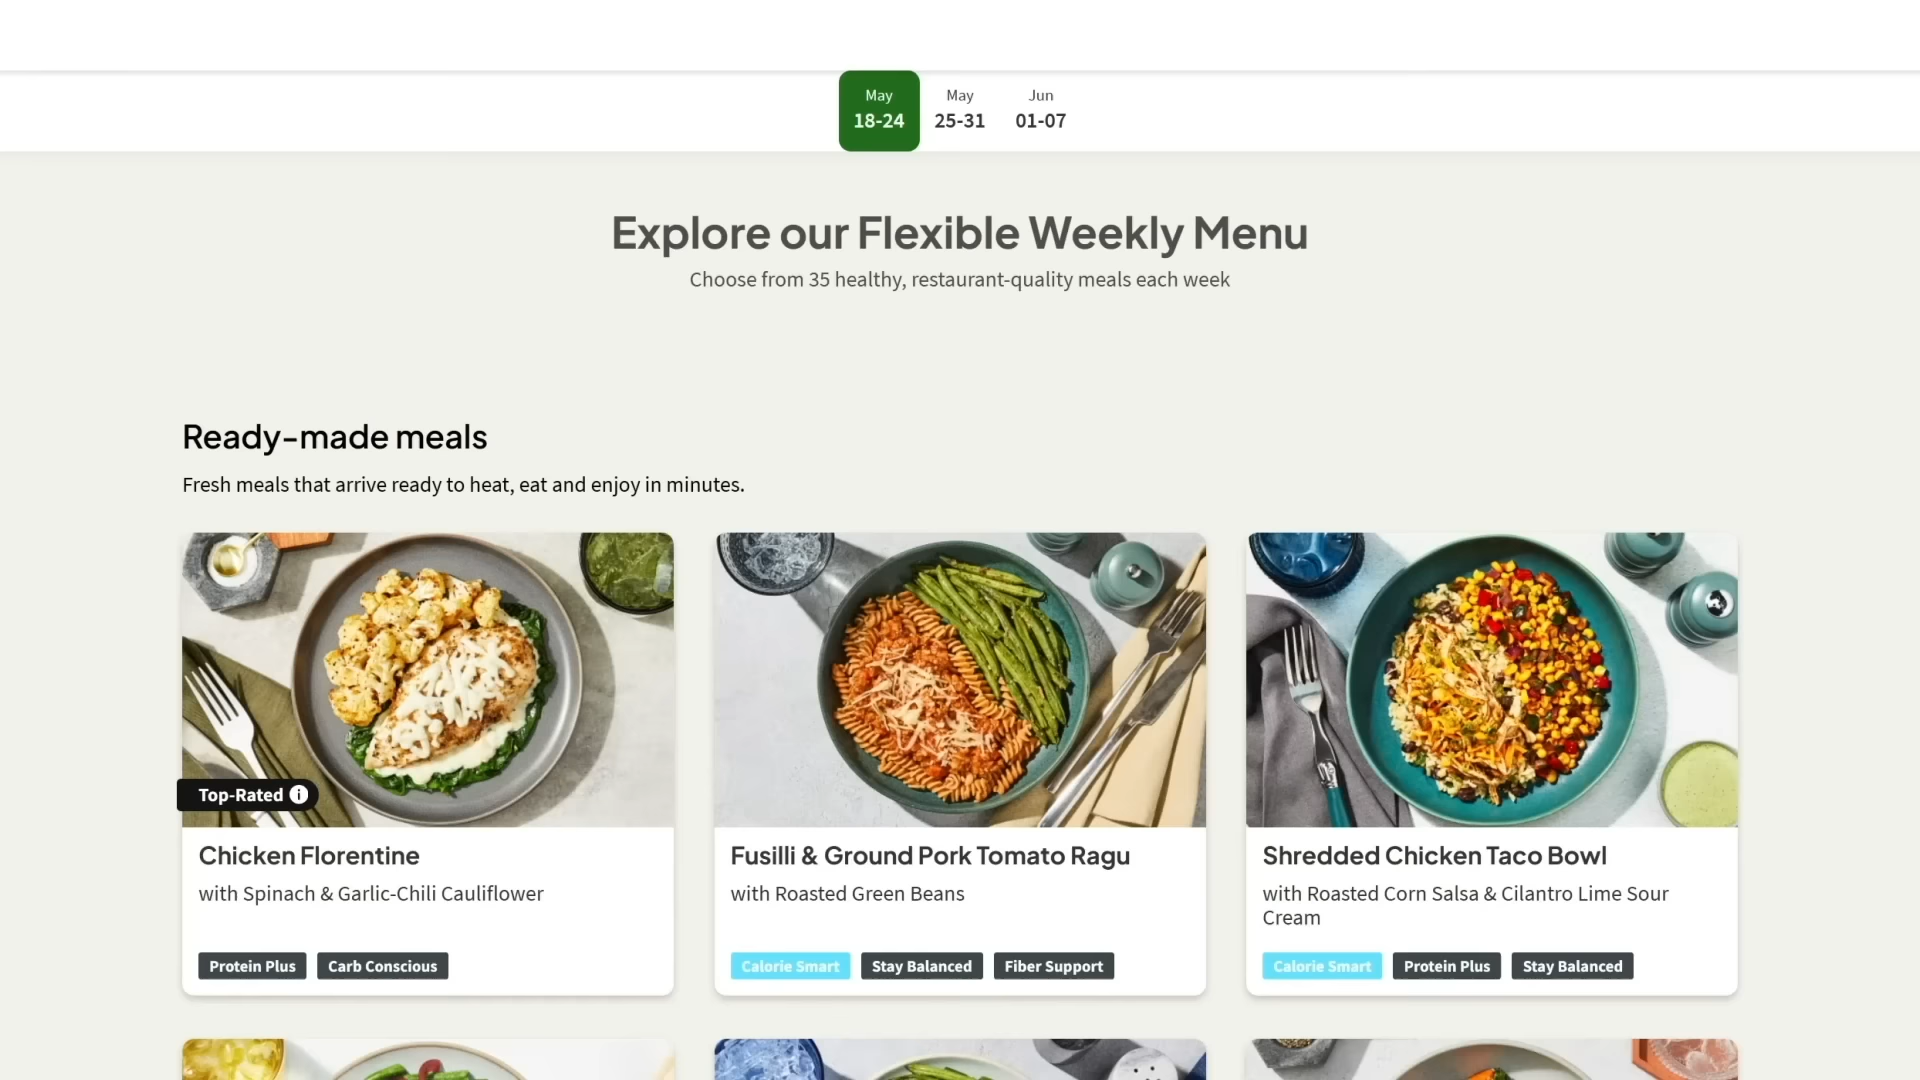 May
18-24
May
25-31
Jun
01-07
Explore our Flexible Weekly Menu
Choose from 35 healthy, restaurant-quality meals each week
Ready-made meals
Fresh meals that arrive ready to heat, eat and enjoy in minutes.
Top-Rated
Chicken Florentine
with Spinach & Garlic-Chili Cauliflower
Protein Plus Carb Conscious
Fusilli & Ground Pork Tomato Ragu
with Roasted Green Beans
Calorie Smart Stay Balanced Fiber Support
Shredded Chicken Taco Bowl
with Roasted Corn Salsa & Cilantro Lime Sour
Cream
Calorie Smart Protein Plus Stay Balanced